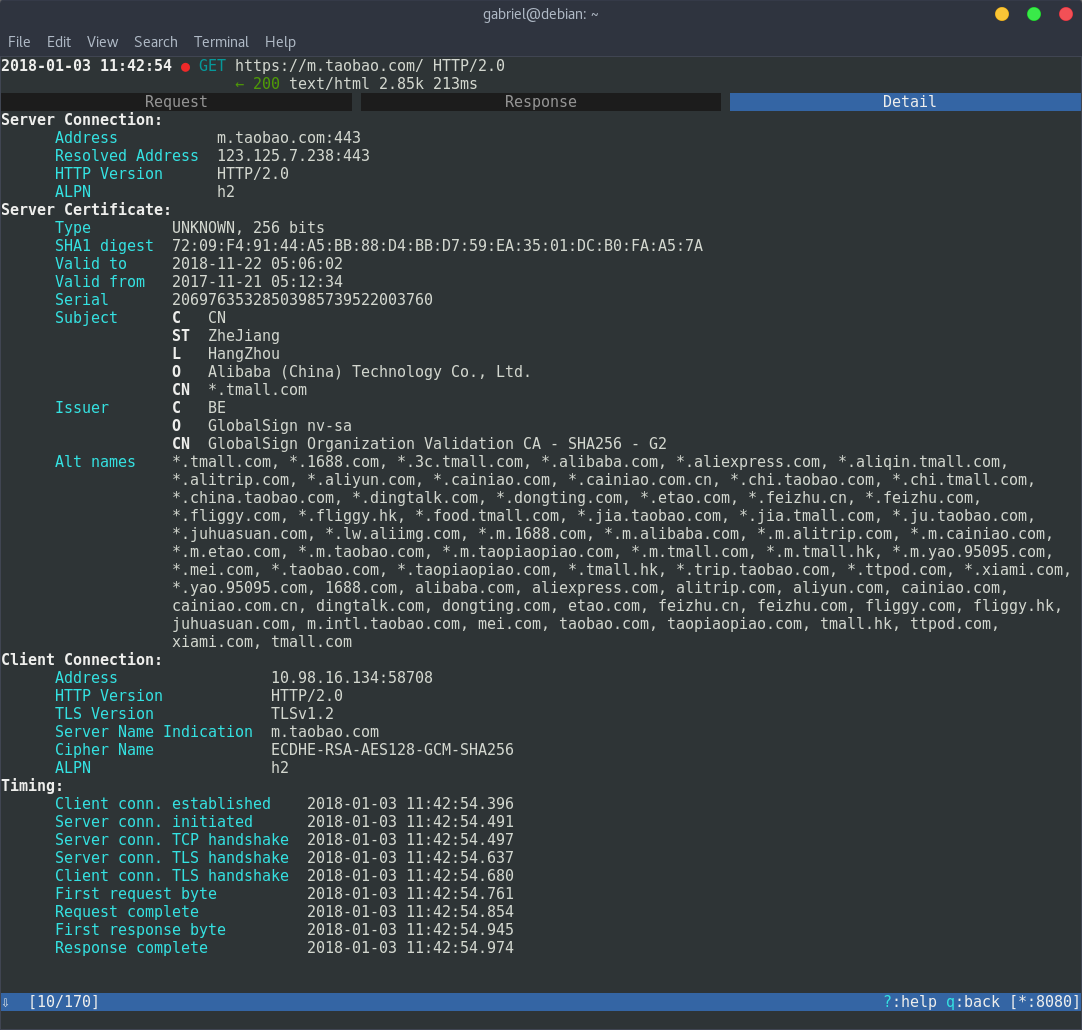 gabriel@debian: ~
File Edit View Search Terminal Help
2018-01-03 11:42:54 ● GET https://m.taobao.com/ HTTP/2.0
← 200 text/html 2.85k 213ms
Request Response Detail
Server Connection:
Address m.taobao.com:443
Resolved Address 123.125.7.238:443
HTTP Version HTTP/2.0
ALPN h2
Server Certificate:
Type UNKNOWN, 256 bits
SHA1 digest 72:09:F4:91:44:A5:BB:88:D4:BB:D7:59:EA:35:01:DC:B0:FA:A5:7A
Valid to 2018-11-22 05:06:02
Valid from 2017-11-21 05:12:34
Serial 20697635328503985739522003760
Subject C CN
ST ZheJiang
L HangZhou
O Alibaba (China) Technology Co., Ltd.
CN *.tmall.com
Issuer C BE
O GlobalSign nv-sa
CN GlobalSign Organization Validation CA - SHA256 - G2
Alt names *.tmall.com, *.1688.com, *.3c.tmall.com, *.alibaba.com, *.aliexpress.com, *.aliqin.tmall.com,
*.alitrip.com, *.aliyun.com, *.cainiao.com, *.cainiao.com.cn, *.chi.taobao.com, *.chi.tmall.com,
*.china.taobao.com, *.dingtalk.com, *.dongting.com, *.etao.com, *.feizhu.cn, *.feizhu.com,
*.fliggy.com, *.fliggy.hk, *.food.tmall.com, *.jia.taobao.com, *.jia.tmall.com, *.ju.taobao.com,
*.juhuasuan.com, *.lw.aliimg.com, *.m.1688.com, *.m.alibaba.com, *.m.alitrip.com, *.m.cainiao.com,
*.m.etao.com, *.m.taobao.com, *.m.taopiaopiao.com, *.m.tmall.com, *.m.tmall.hk, *.m.yao.95095.com,
*.mei.com, *.taobao.com, *.taopiaopiao.com, *.tmall.hk, *.trip.taobao.com, *.ttpod.com, *.xiami.com,
*.yao.95095.com, 1688.com, alibaba.com, aliexpress.com, alitrip.com, aliyun.com, cainiao.com,
cainiao.com.cn, dingtalk.com, dongting.com, etao.com, feizhu.cn, feizhu.com, fliggy.com, fliggy.hk,
juhuasuan.com, m.intl.taobao.com, mei.com, taobao.com, taopiaopiao.com, tmall.hk, ttpod.com,
xiami.com, tmall.com
Client Connection:
Address 10.98.16.134:58708
HTTP Version HTTP/2.0
TLS Version TLSv1.2
Server Name Indication m.taobao.com
Cipher Name ECDHE-RSA-AES128-GCM-SHA256
ALPN h2
Timing:
Client conn. established 2018-01-03 11:42:54.396
Server conn. initiated 2018-01-03 11:42:54.491
Server conn. TCP handshake 2018-01-03 11:42:54.497
Server conn. TLS handshake 2018-01-03 11:42:54.637
Client conn. TLS handshake 2018-01-03 11:42:54.680
First request byte 2018-01-03 11:42:54.761
Request complete 2018-01-03 11:42:54.854
First response byte 2018-01-03 11:42:54.945
Response complete 2018-01-03 11:42:54.974
⇩ [10/170] ?:help q:back [*:8080]